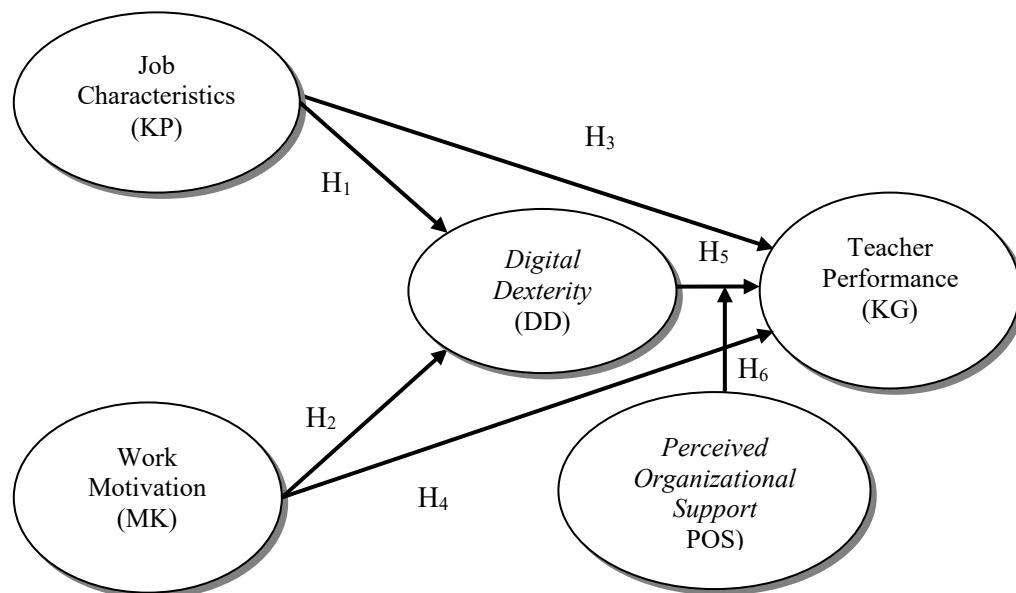 Job
Characteristics
(KP)
H3
H1
Digital
Dexterity
(DD)
H5
Teacher
Performance
(KG)
H6
H2
Work
Motivation
(MK)
H4
Perceived
Organizational
Support
POS)